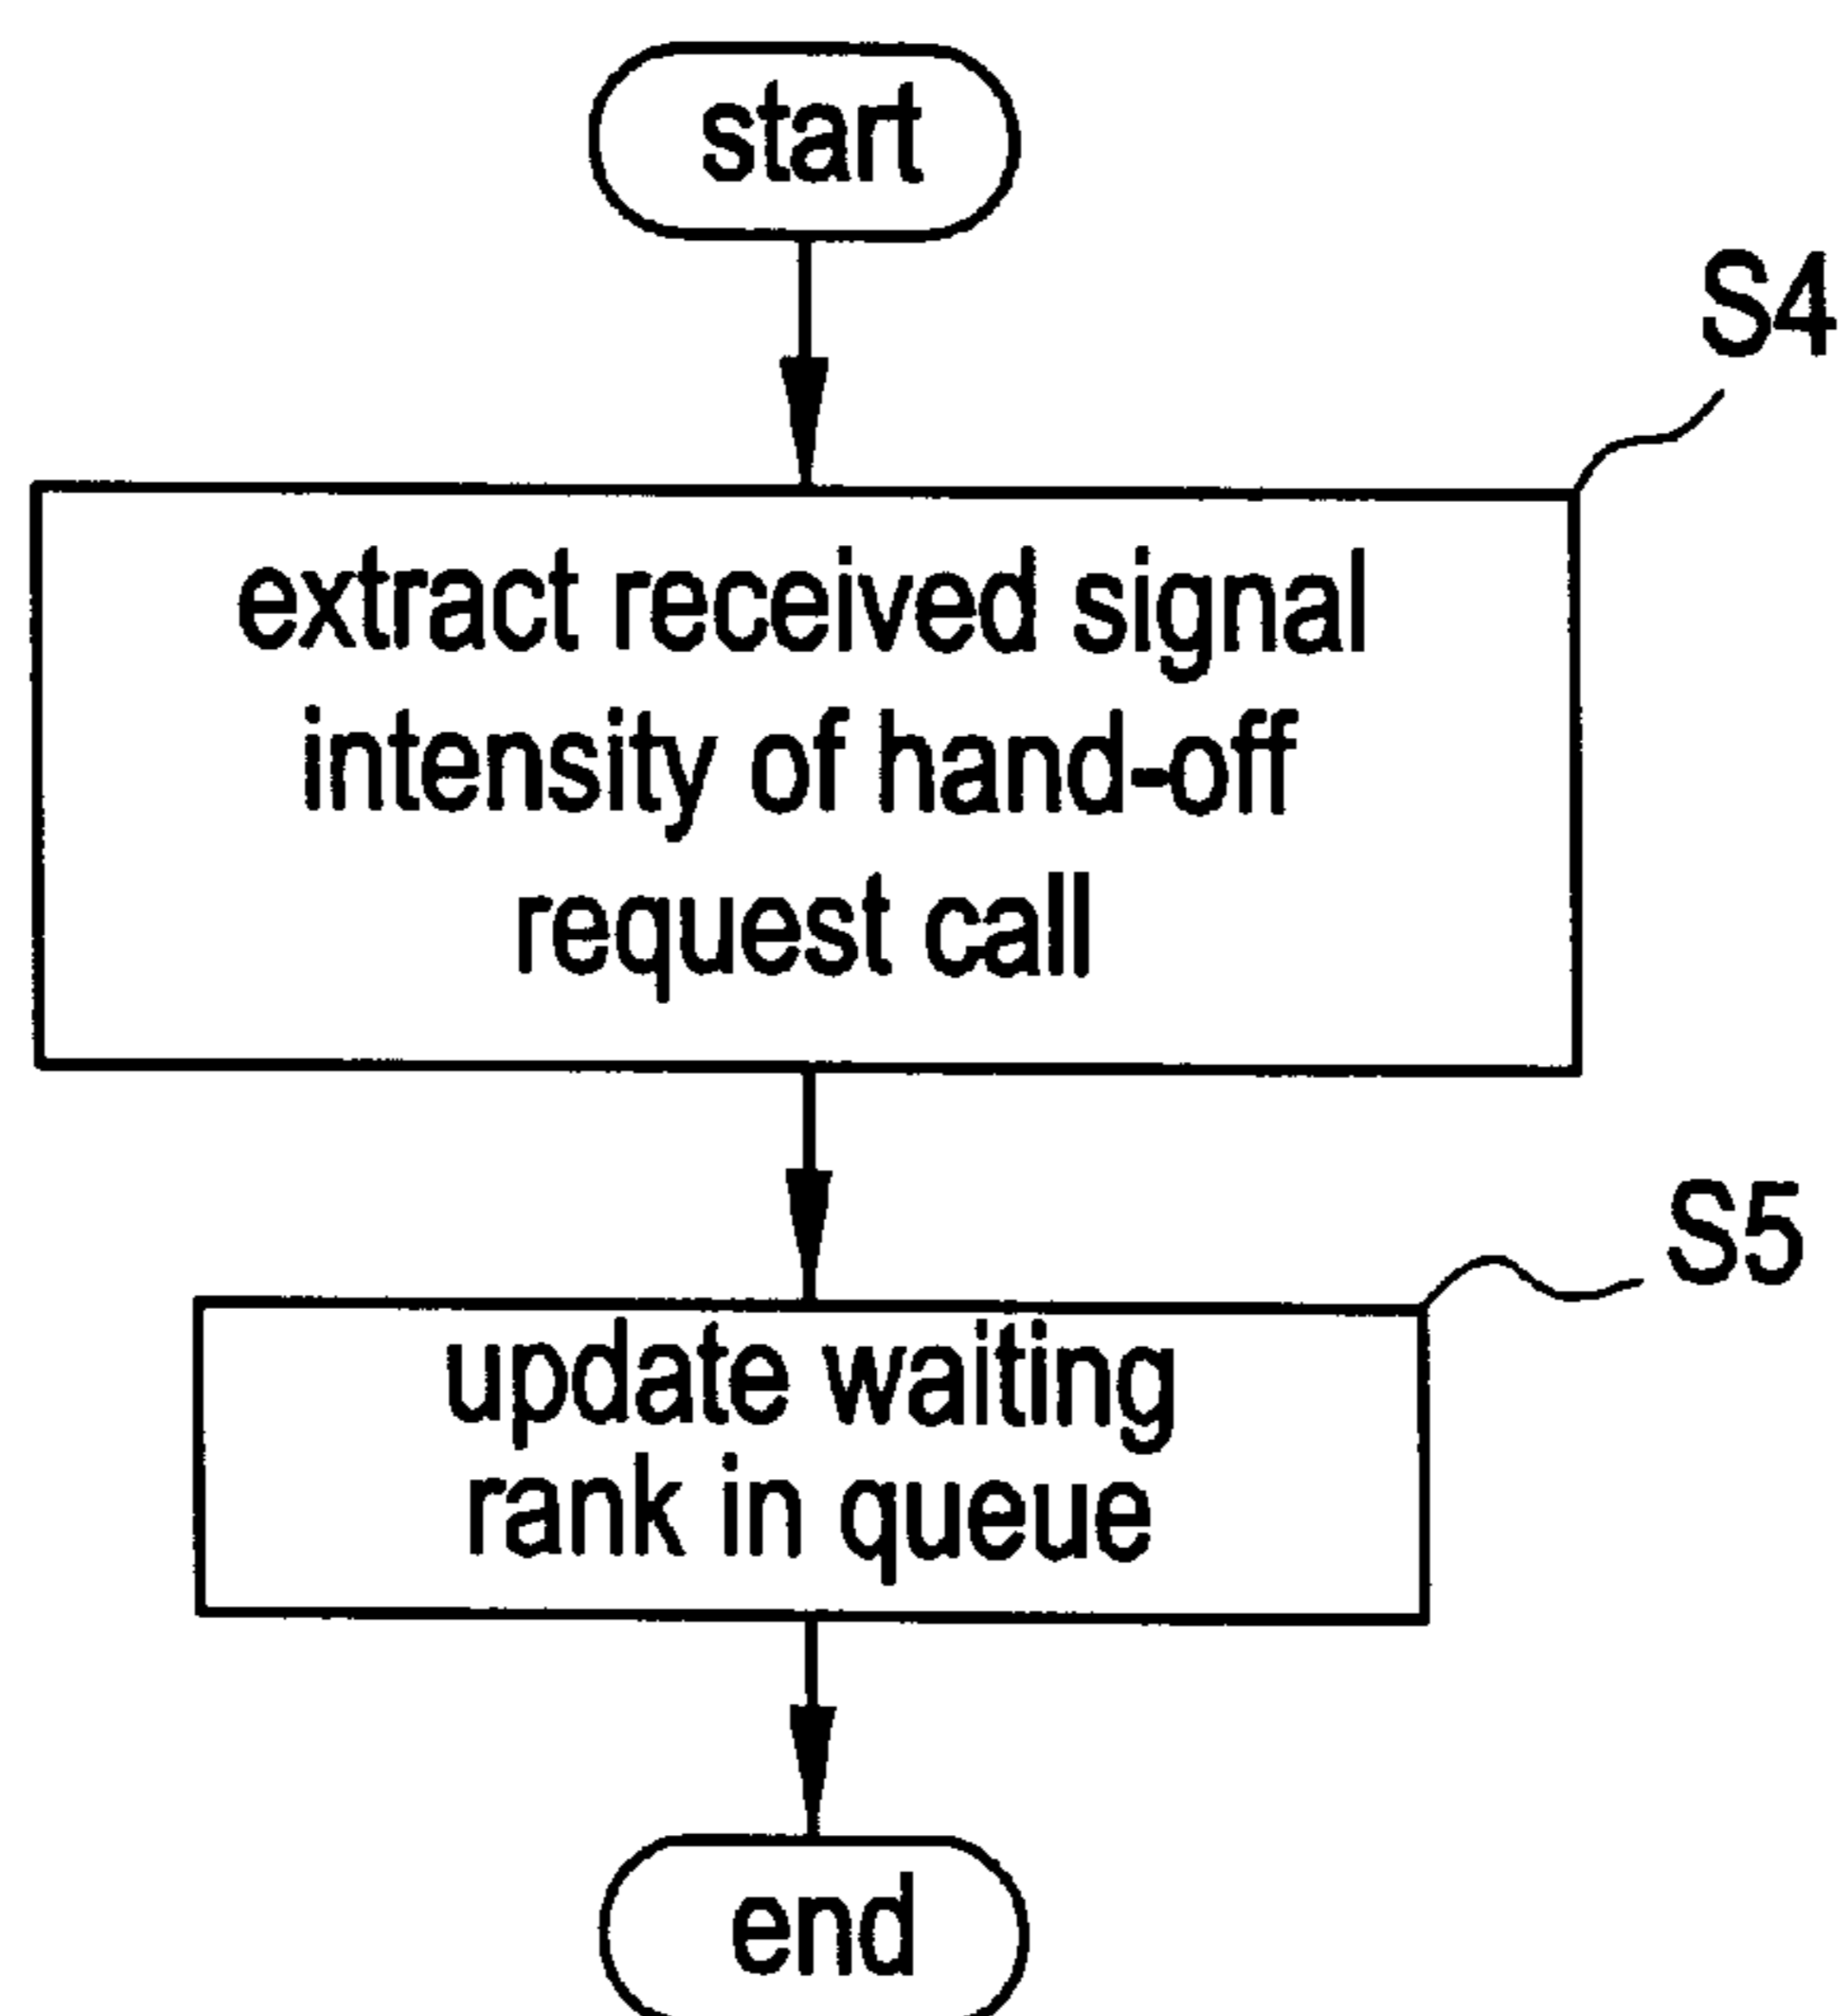 start
S4
extract received signal
intensity of hand-off
request call
S5
update waiting
rank in queue
end